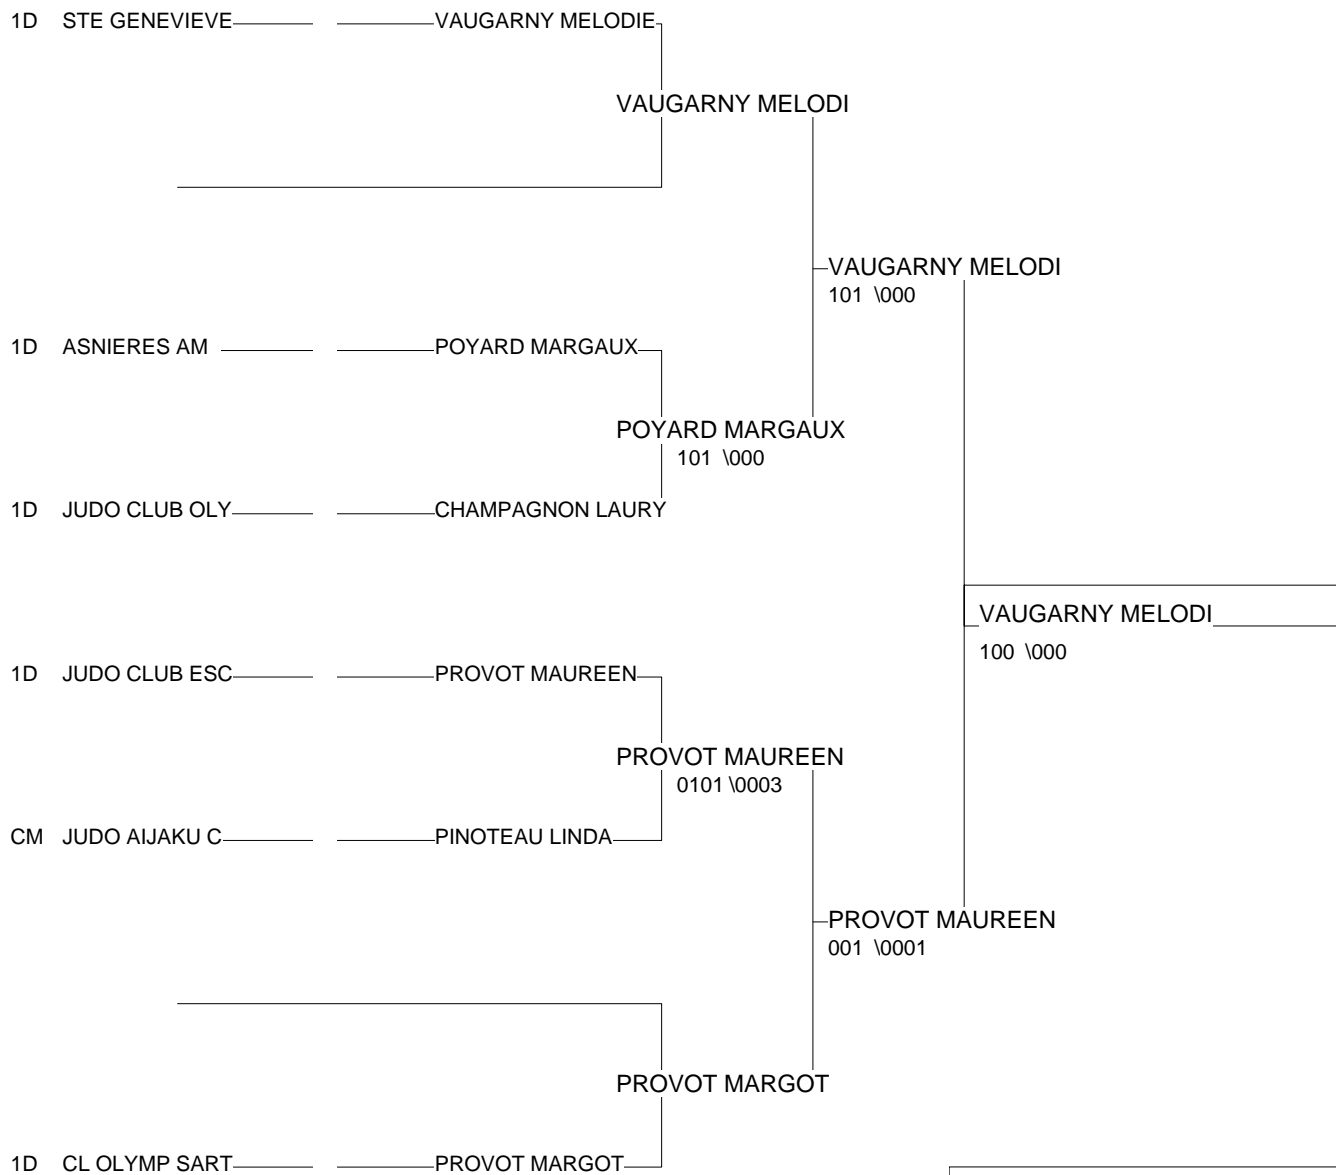 1D STE GENEVIEVE VAUGARNY MELODIE
VAUGARNY MELODI
VAUGARNY MELODI
101 \000
1D ASNIERES AM POYARD MARGAUX
POYARD MARGAUX
101 \000
1D JUDO CLUB OLY CHAMPAGNON LAURY
VAUGARNY MELODI
100 \000
1D JUDO CLUB ESC PROVOT MAUREEN
PROVOT MAUREEN
0101 \0003
CM JUDO AIJAKU C PINOTEAU LINDA
PROVOT MAUREEN
001 \0001
PROVOT MARGOT
1D CL OLYMP SART PROVOT MARGOT